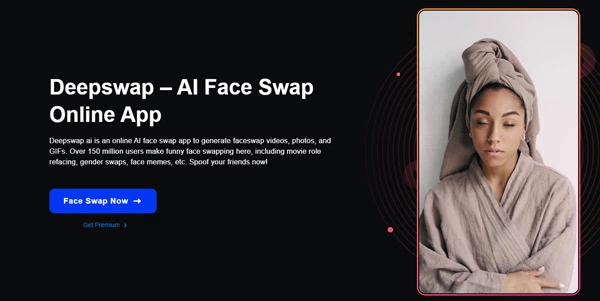 Deepswap – AI Face Swap
Online App
Deepswap.ai is an online AI face swap app to generate faceswap videos, photos, and
GIFs. Over 150 million users make funny face swapping here, including movie role
refacing, gender swaps, face memes, etc. Spoof your friends now!
Face Swap Now →
Get Premium ›